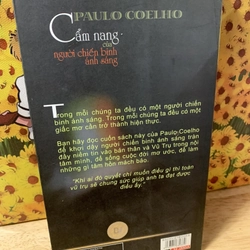 PAULO COELHO
Cẩm nang
của
người chiến binh
ánh sáng
Trong mỗi chúng ta đều có một người chiến
binh ánh sáng. Trong mỗi chúng ta đều có một
giấc mơ cần trở thành hiện thực.
Bạn hãy đọc cuốn sách này của Paulo Coelho
để khơi dậy người chiến binh ánh sáng tràn
đầy niềm tin vào bản thân và Vũ Trụ trong nội
tâm mình, để sống cuộc đời mơ ước, để làm
những gì tâm hồn mách bảo.
"Khi ai đó quyết chí muốn điều gì thì toàn
vũ trụ sẽ chung sức giúp anh ta đạt được
điều ấy."